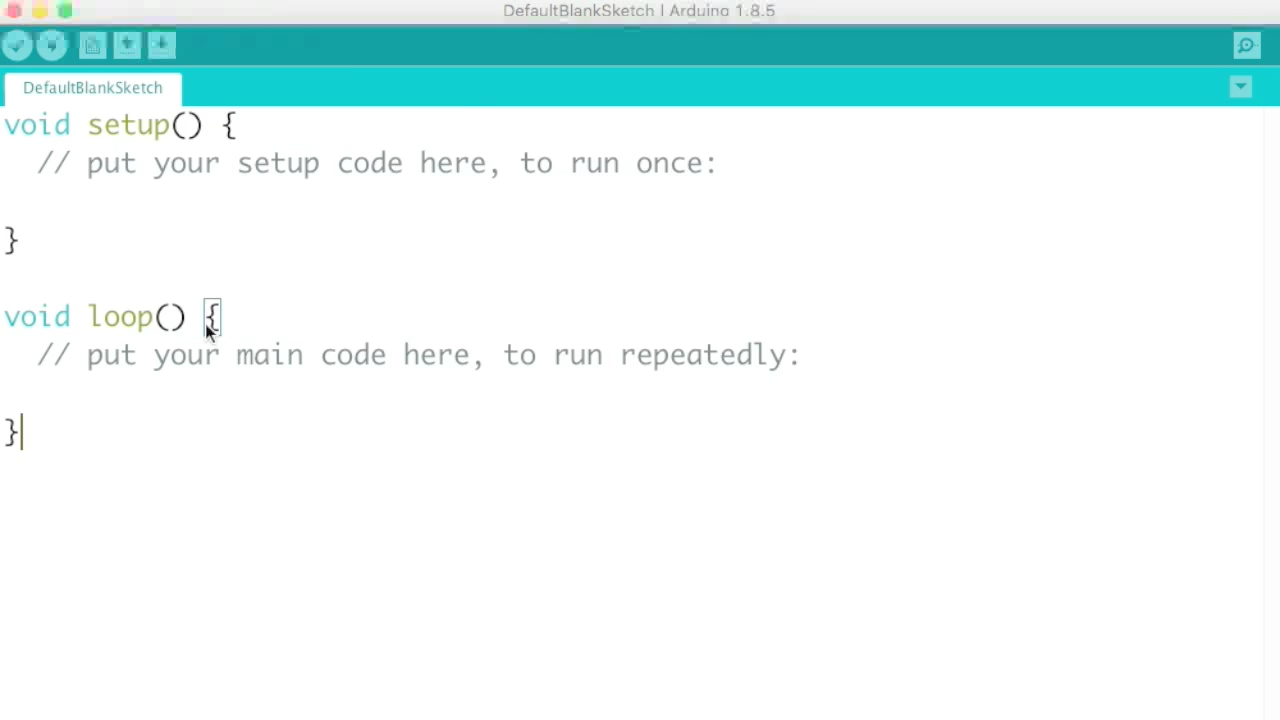 DefaultBlankSketch | Arduino 1.8.5
DefaultBlankSketch
void setup() {
  // put your setup code here, to run once:
}
void loop() {
  // put your main code here, to run repeatedly:
}